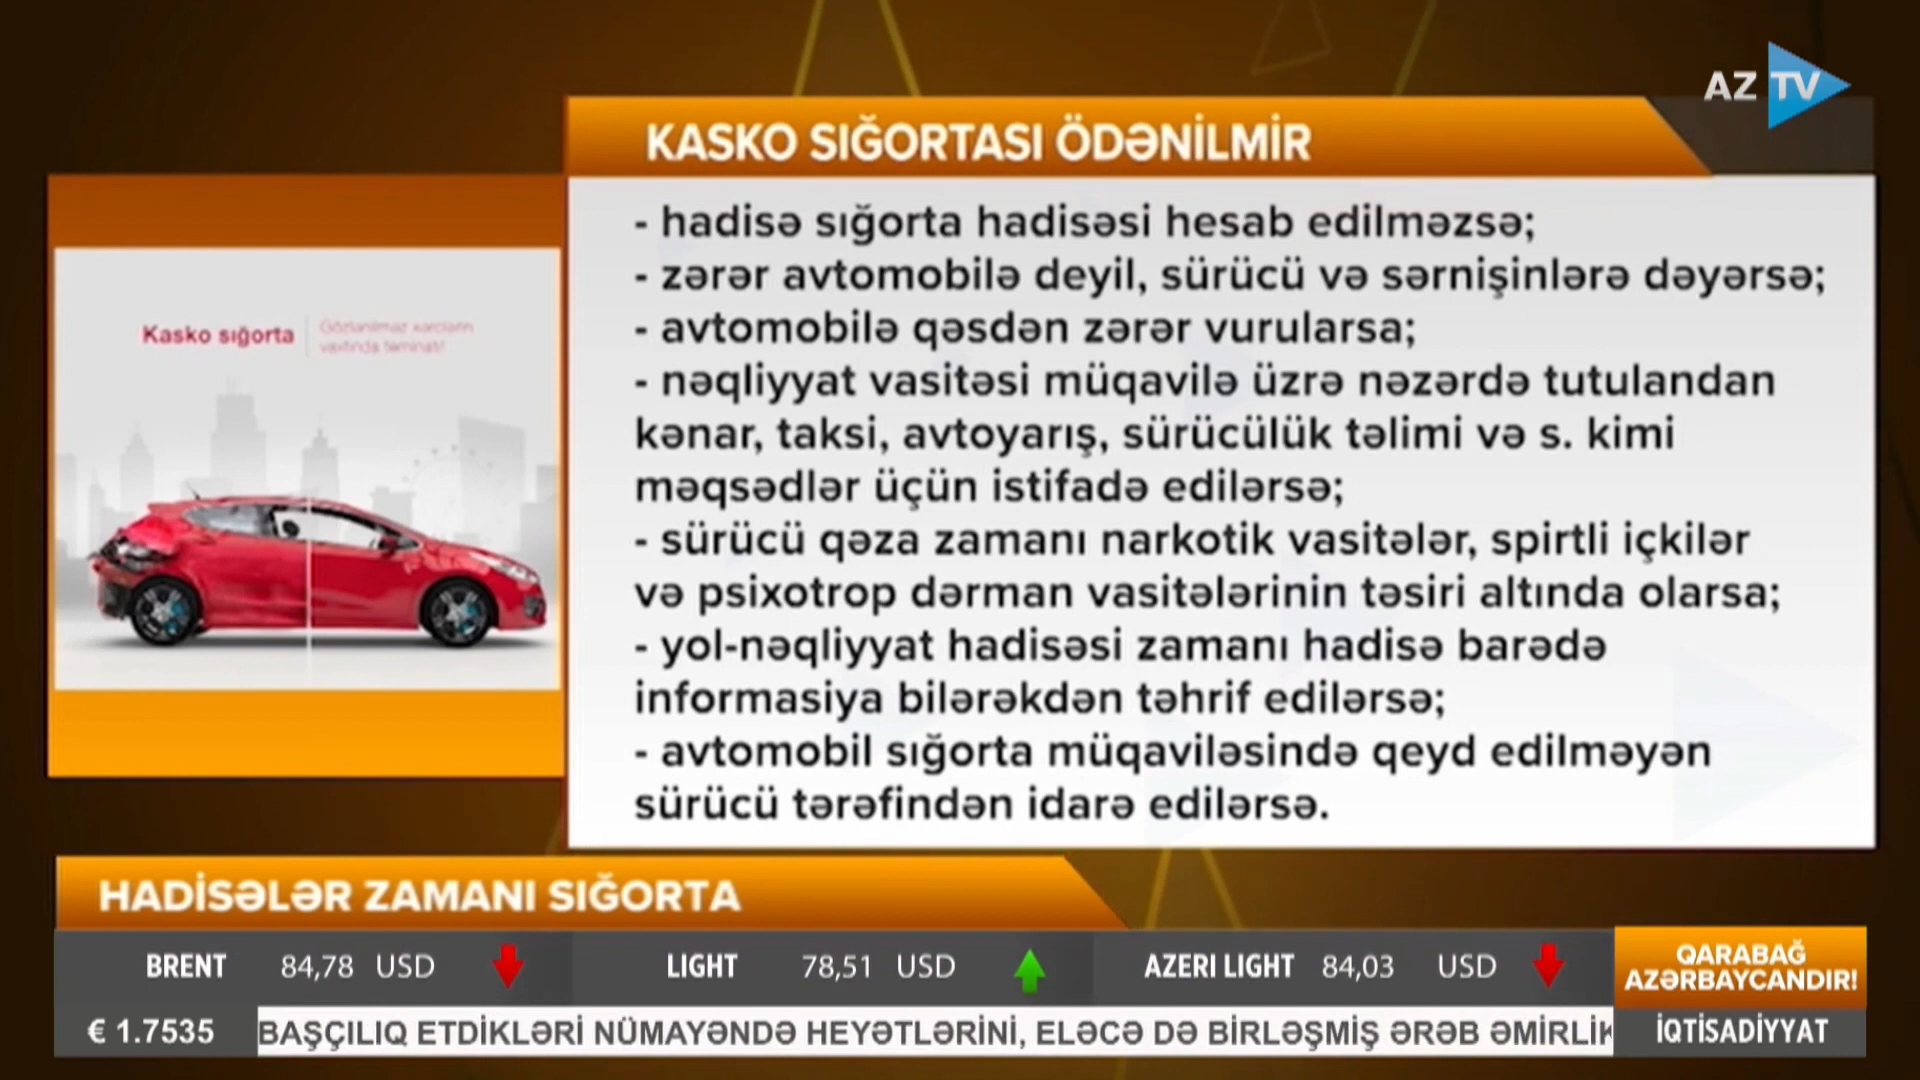 AZ TV
KASKO SIĞORTASI ÖDƏNİLMİR
- hadisə sığorta hadisəsi hesab edilməzsə;
- zərər avtomobilə deyil, sürücü və sərnişinlərə dəyərsə;
- avtomobilə qəsdən zərər vurularsa;
- nəqliyyat vasitəsi müqavilə üzrə nəzərdə tutulandan
kənar, taksi, avtoyarış, sürücülük təlimi və s. kimi
məqsədlər üçün istifadə edilərsə;
- sürücü qəza zamanı narkotik vasitələr, spirtli içkilər
və psixotrop dərman vasitələrinin təsiri altında olarsa;
- yol-nəqliyyat hadisəsi zamanı hadisə barədə
informasiya bilərəkdən təhrif edilərsə;
- avtomobil sığorta müqaviləsində qeyd edilməyən
sürücü tərəfindən idarə edilərsə.
Kasko sığorta
Gözlənilməz xərclərin
vaxtında təminatı!
HADİSƏLƏR ZAMANI SIĞORTA
BRENT 84,78 USD LIGHT 78,51 USD AZERI LIGHT 84,03 USD
QARABAĞ
AZƏRBAYCANDIR!
€ 1.7535 BAŞÇILIQ ETDİKLƏRİ NÜMAYƏNDƏ HEYƏTLƏRİNİ, ELƏCƏ DƏ BİRLƏŞMİŞ ƏRƏB ƏMİRLİK
İQTİSADİYYAT